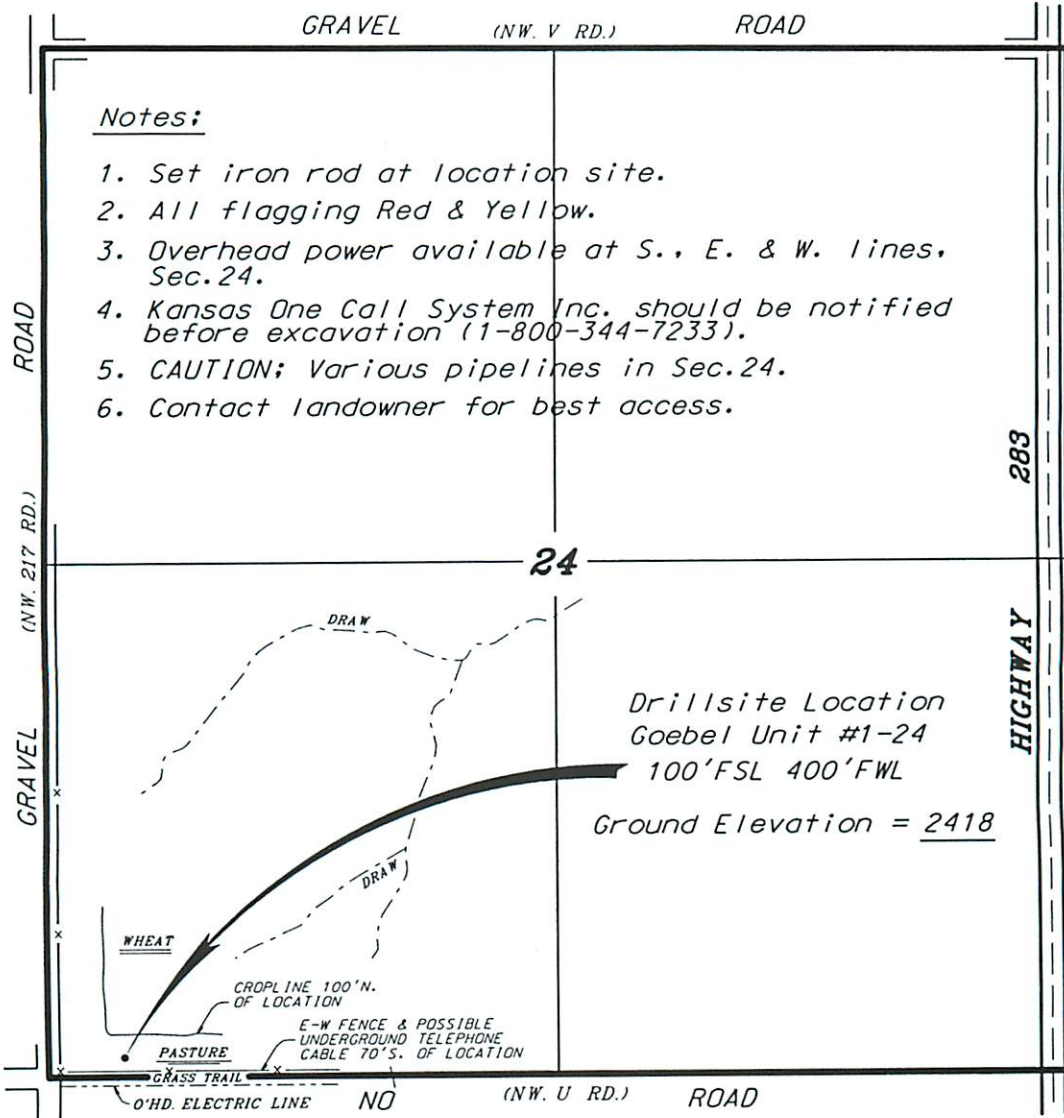 GRAVEL (NW. V RD.) ROAD
Notes:
1. Set iron rod at location site.
2. All flagging Red & Yellow.
3. Overhead power available at S., E. & W. lines,
Sec.24.
4. Kansas One Call System Inc. should be notified
before excavation (1-800-344-7233).
5. CAUTION: Various pipelines in Sec.24.
6. Contact landowner for best access.
GRAVEL (NW. 217 RD.) ROAD
HIGHWAY 283
24
DRAW
Drillsite Location
Goebel Unit #1-24
100'FSL 400'FWL
Ground Elevation = 2418
DRAW
WHEAT
CROPLINE 100'N.
OF LOCATION
E-W FENCE & POSSIBLE
UNDERGROUND TELEPHONE
CABLE 70'S. OF LOCATION
PASTURE
GRASS TRAIL
O'HD. ELECTRIC LINE
NO (NW. U RD.) ROAD